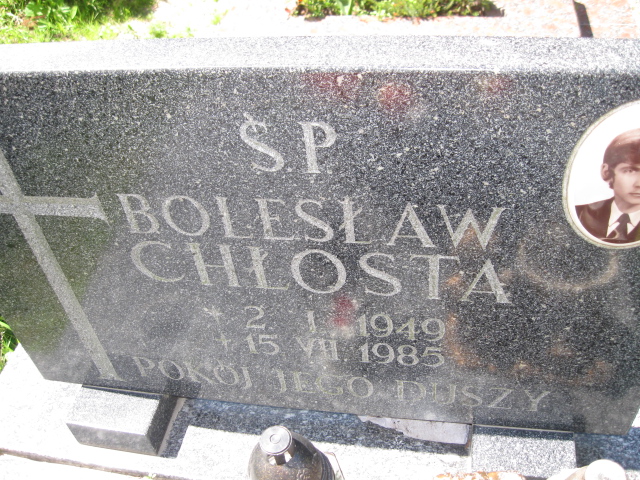 Ś.P.
BOLESŁAW
CHŁOSTA
* 2. I. 1949
+ 15. VII 1985
POKÓJ JEGO DUSZY